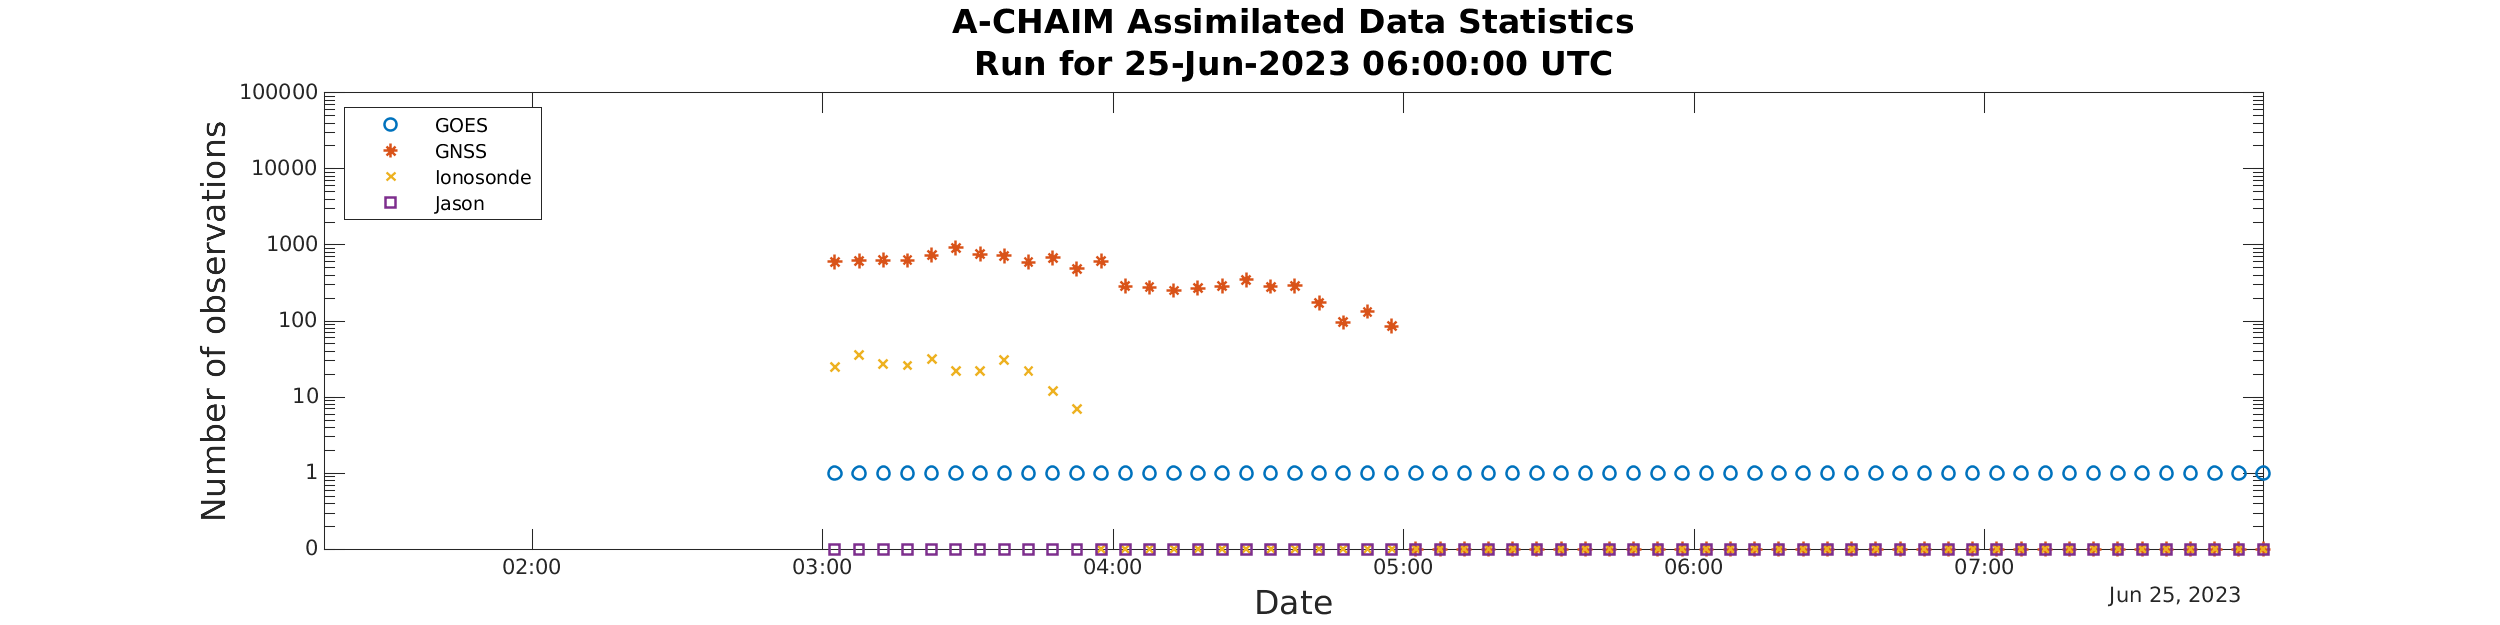 A-CHAIM Assimilated Data Statistics
Run for 25-Jun-2023 06:00:00 UTC
Number of observations
100000
10000
1000
100
10
1
0
GOES
GNSS
Ionosonde
Jason
02:00 03:00 04:00 05:00 06:00 07:00
Date
Jun 25, 2023